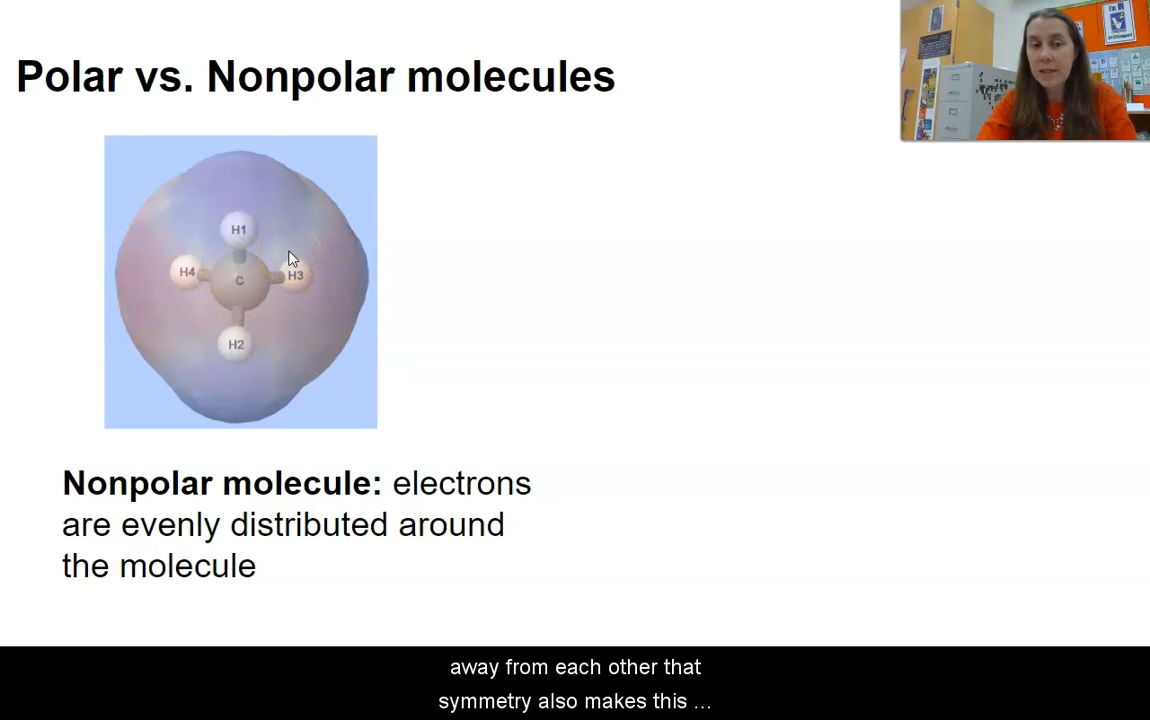 Polar vs. Nonpolar molecules
H1
H4
C
H3
H2
Nonpolar molecule: electrons
are evenly distributed around
the molecule
away from each other that
symmetry also makes this ...